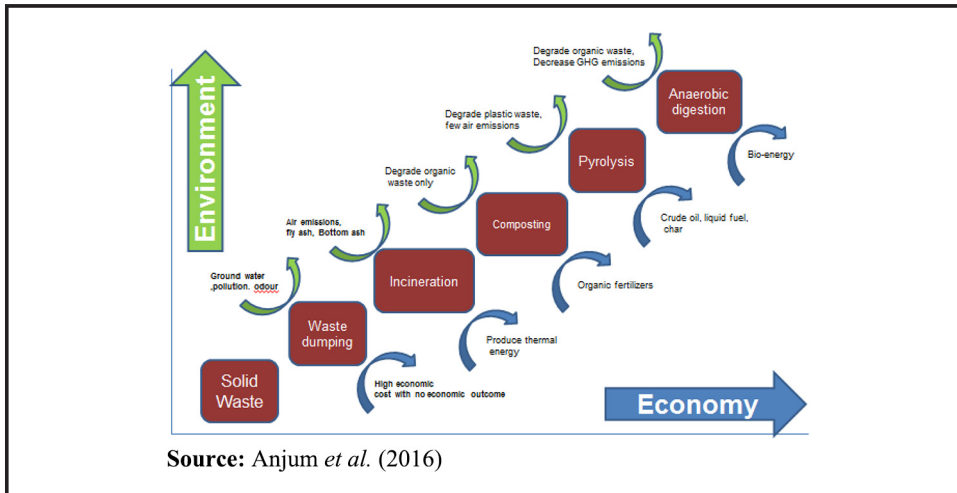 Environment
Degrade organic waste,
Decrease GHG emissions
Anaerobic
digestion
Bio-energy
Degrade plastic waste,
few air emissions
Pyrolysis
Crude oil, liquid fuel,
char
Degrade organic
waste only
Composting
Organic fertilizers
Air emissions,
fly ash, Bottom ash
Incineration
Produce thermal
energy
Ground water
,pollution. odour
Waste
dumping
High economic
cost with no economic outcome
Solid
Waste
Economy
Source: Anjum et al. (2016)